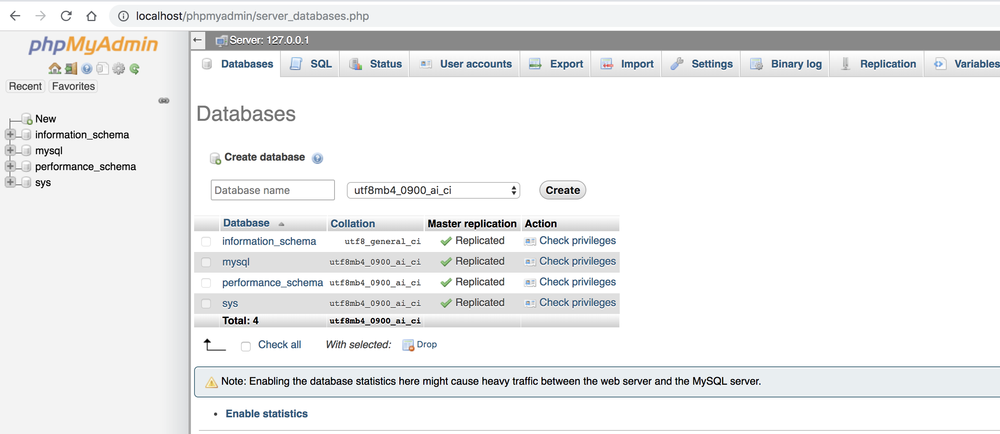 localhost/phpmyadmin/server_databases.php
phpMyAdmin
Recent Favorites
New
information_schema
mysql
performance_schema
sys
Server: 127.0.0.1
Databases SQL Status User accounts Export Import Settings Binary log Replication Variables
Databases
Create database
Database name utf8mb4_0900_ai_ci Create
Database Collation Master replication Action
information_schema utf8_general_ci Replicated Check privileges
mysql utf8mb4_0900_ai_ci Replicated Check privileges
performance_schema utf8mb4_0900_ai_ci Replicated Check privileges
sys utf8mb4_0900_ai_ci Replicated Check privileges
Total: 4 utf8mb4_0900_ai_ci
Check all With selected: Drop
Note: Enabling the database statistics here might cause heavy traffic between the web server and the MySQL server.
• Enable statistics